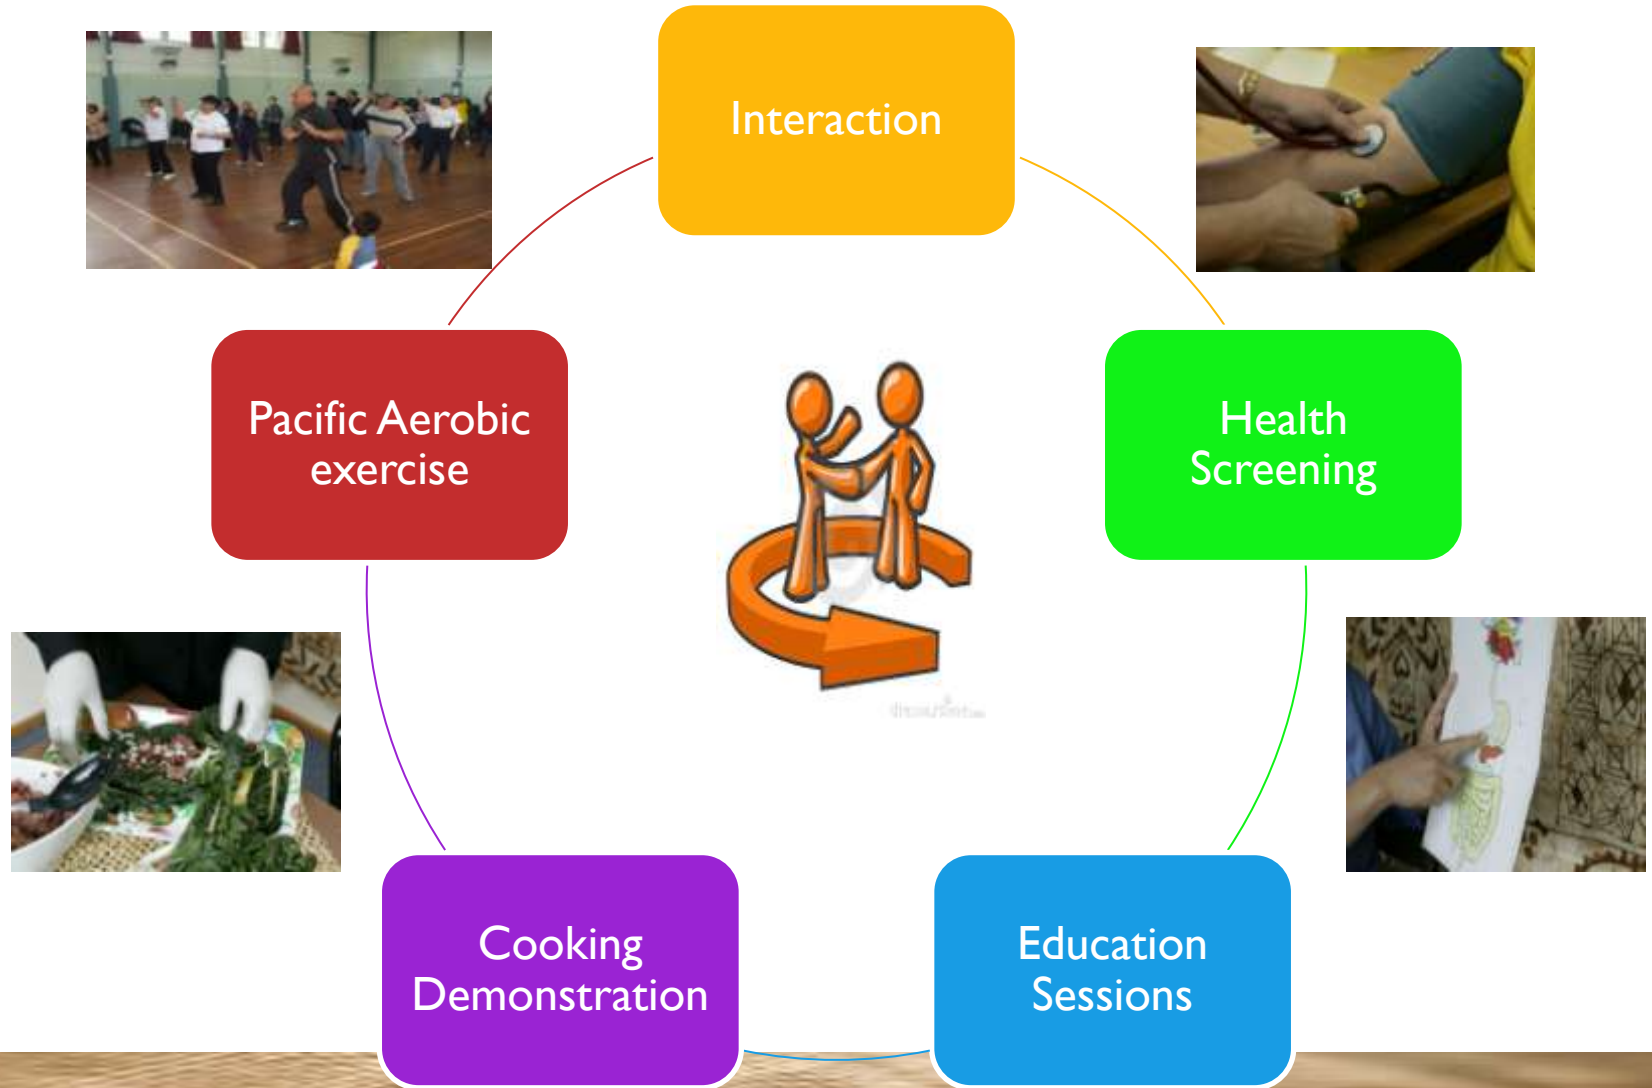 Interaction
Health
Screening
Education
Sessions
Cooking
Demonstration
Pacific Aerobic
exercise